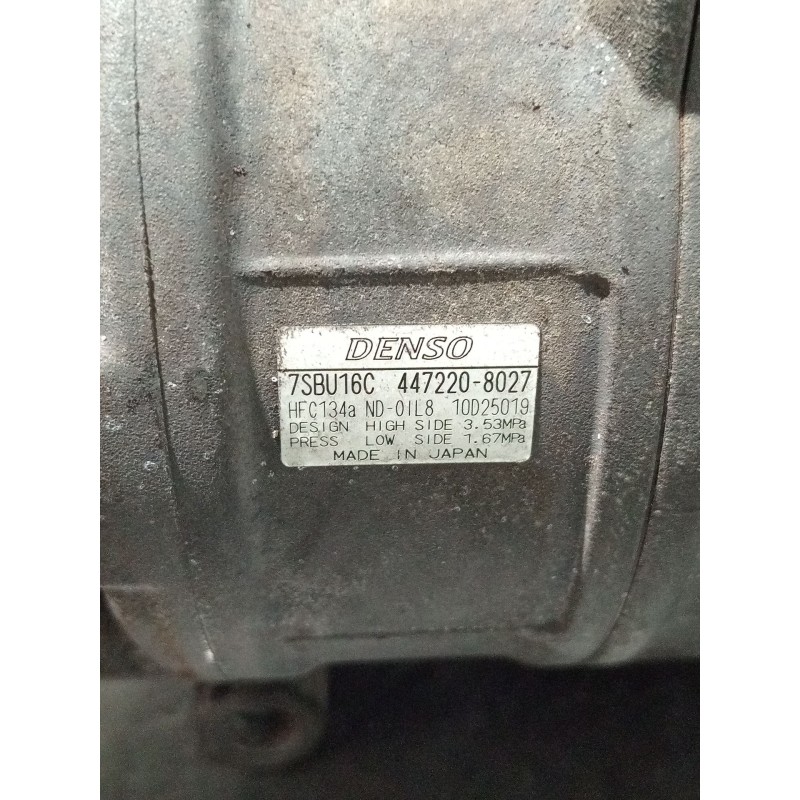 DENSO
7SBU16C 447220-8027
HFC134a ND-OIL8 10D25019
DESIGN HIGH SIDE 3.53MPa
PRESS LOW SIDE 1.67MPa
MADE IN JAPAN